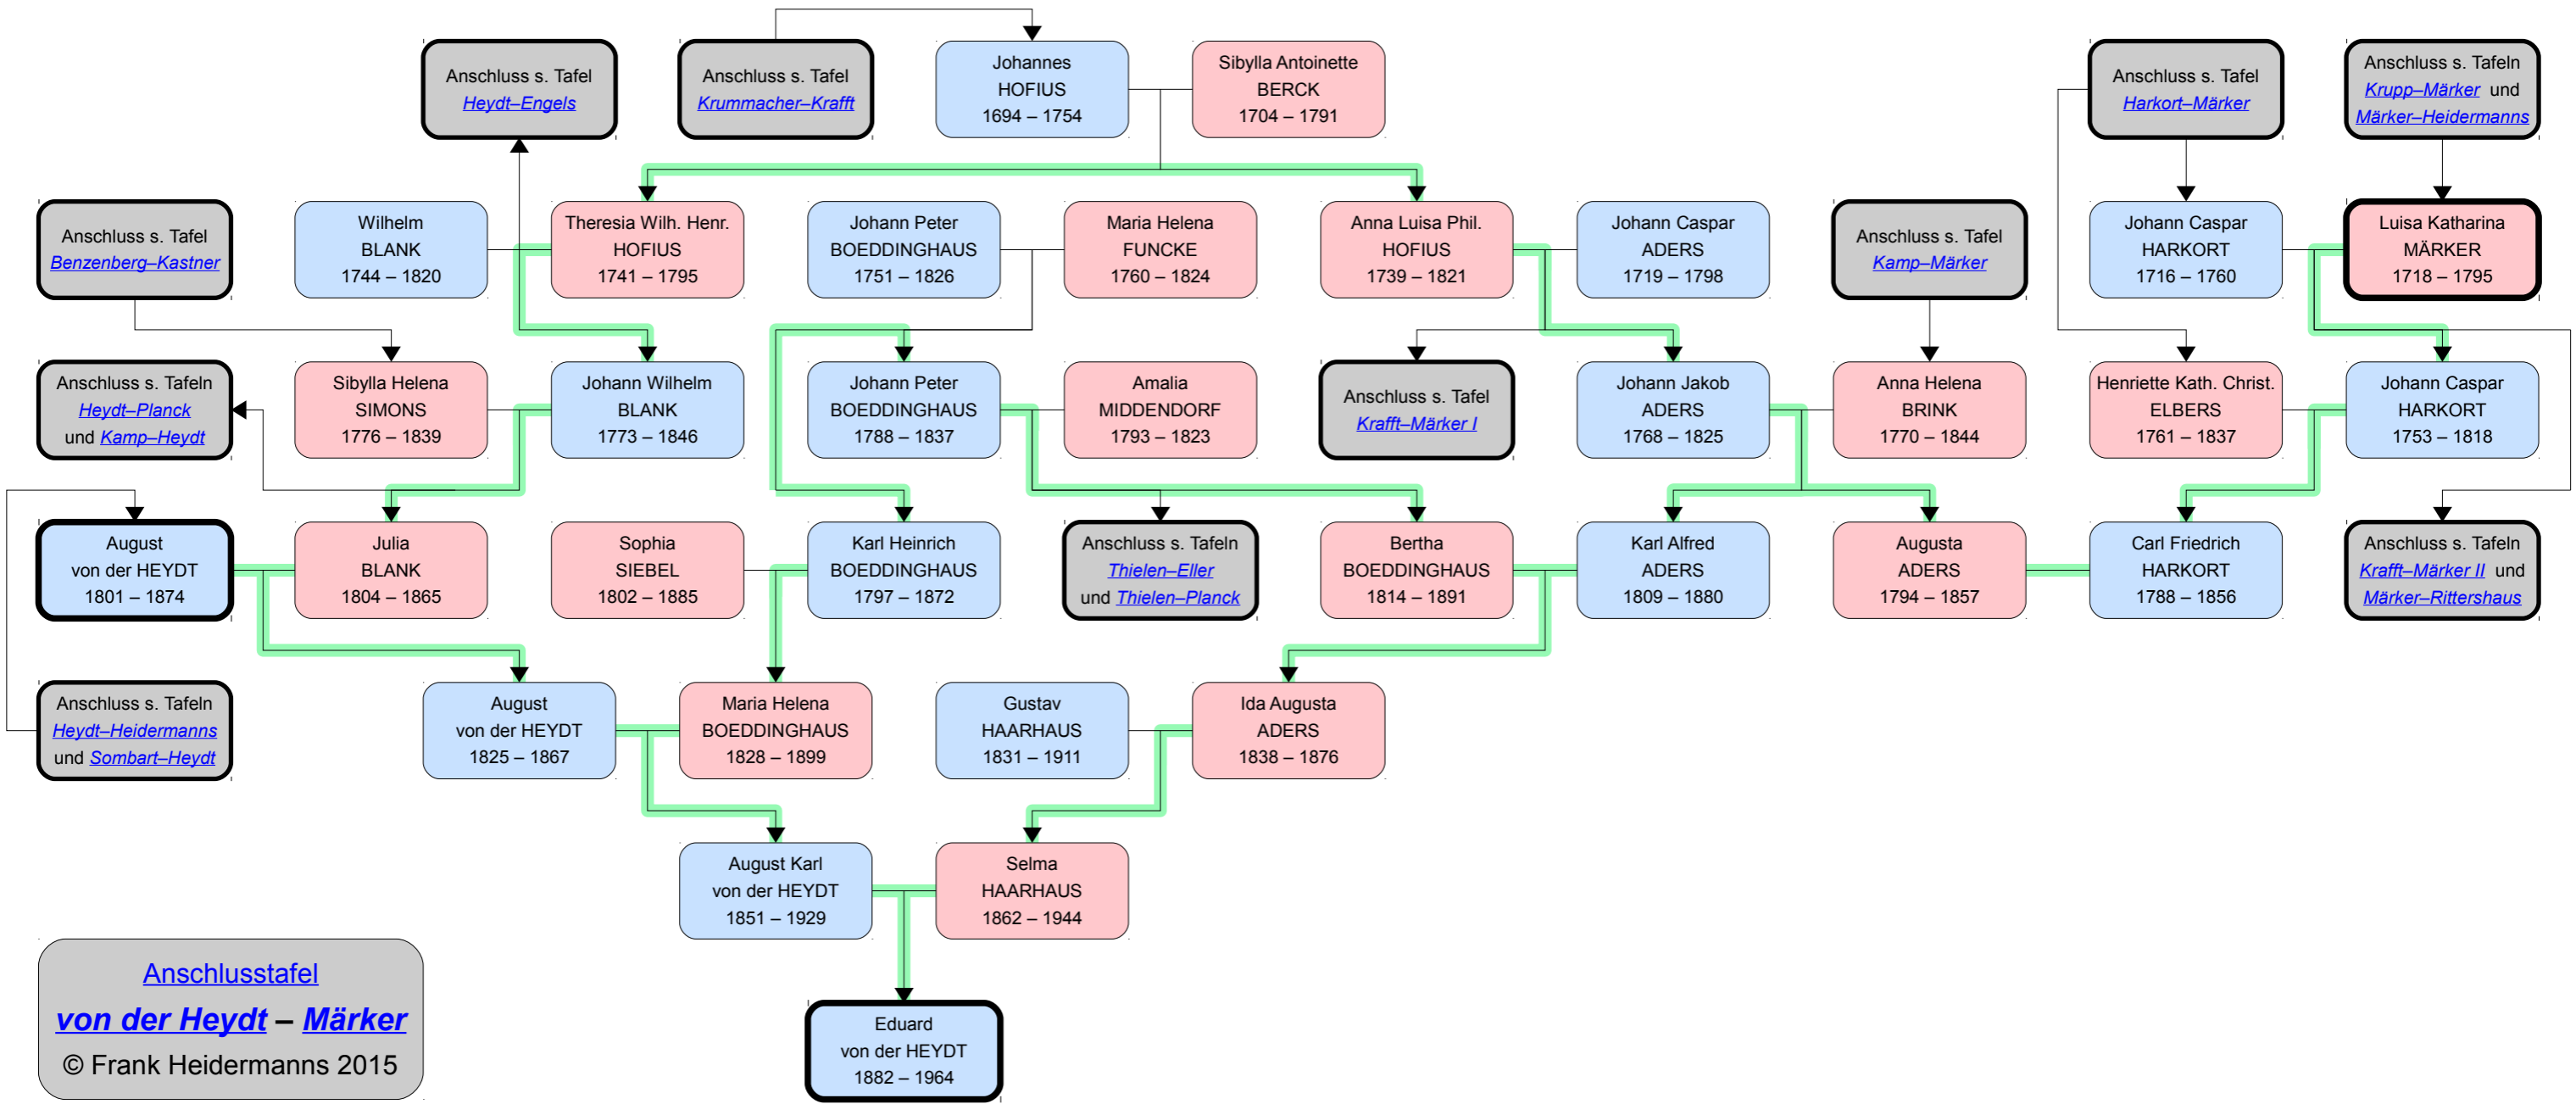 Anschluss s. Tafel
Heydt–Engels
Anschluss s. Tafel
Krummacher–Krafft
Johannes
HOFIUS
1694 – 1754
Sibylla Antoinette
BERCK
1704 – 1791
Anschluss s. Tafel
Harkort–Märker
Anschluss s. Tafeln
Krupp–Märker und
Märker–Heidermanns
Anschluss s. Tafel
Benzenberg–Kastner
Wilhelm
BLANK
1744 – 1820
Theresia Wilh. Henr.
HOFIUS
1741 – 1795
Johann Peter
BOEDDINGHAUS
1751 – 1826
Maria Helena
FUNCKE
1760 – 1824
Anna Luisa Phil.
HOFIUS
1739 – 1821
Johann Caspar
ADERS
1719 – 1798
Anschluss s. Tafel
Kamp–Märker
Johann Caspar
HARKORT
1716 – 1760
Luisa Katharina
MÄRKER
1718 – 1795
Anschluss s. Tafeln
Heydt–Planck
und Kamp–Heydt
Sibylla Helena
SIMONS
1776 – 1839
Johann Wilhelm
BLANK
1773 – 1846
Johann Peter
BOEDDINGHAUS
1788 – 1837
Amalia
MIDDENDORF
1793 – 1823
Anschluss s. Tafel
Krafft–Märker I
Johann Jakob
ADERS
1768 – 1825
Anna Helena
BRINK
1770 – 1844
Henriette Kath. Christ.
ELBERS
1761 – 1837
Johann Caspar
HARKORT
1753 – 1818
August
von der HEYDT
1801 – 1874
Julia
BLANK
1804 – 1865
Sophia
SIEBEL
1802 – 1885
Karl Heinrich
BOEDDINGHAUS
1797 – 1872
Anschluss s. Tafeln
Thielen–Eller
und Thielen–Planck
Bertha
BOEDDINGHAUS
1814 – 1891
Karl Alfred
ADERS
1809 – 1880
Augusta
ADERS
1794 – 1857
Carl Friedrich
HARKORT
1788 – 1856
Anschluss s. Tafeln
Krafft–Märker II und
Märker–Rittershaus
Anschluss s. Tafeln
Heydt–Heidermanns
und Sombart–Heydt
August
von der HEYDT
1825 – 1867
Maria Helena
BOEDDINGHAUS
1828 – 1899
Gustav
HAARHAUS
1831 – 1911
Ida Augusta
ADERS
1838 – 1876
August Karl
von der HEYDT
1851 – 1929
Selma
HAARHAUS
1862 – 1944
Anschlusstafel
von der Heydt – Märker
© Frank Heidermanns 2015
Eduard
von der HEYDT
1882 – 1964